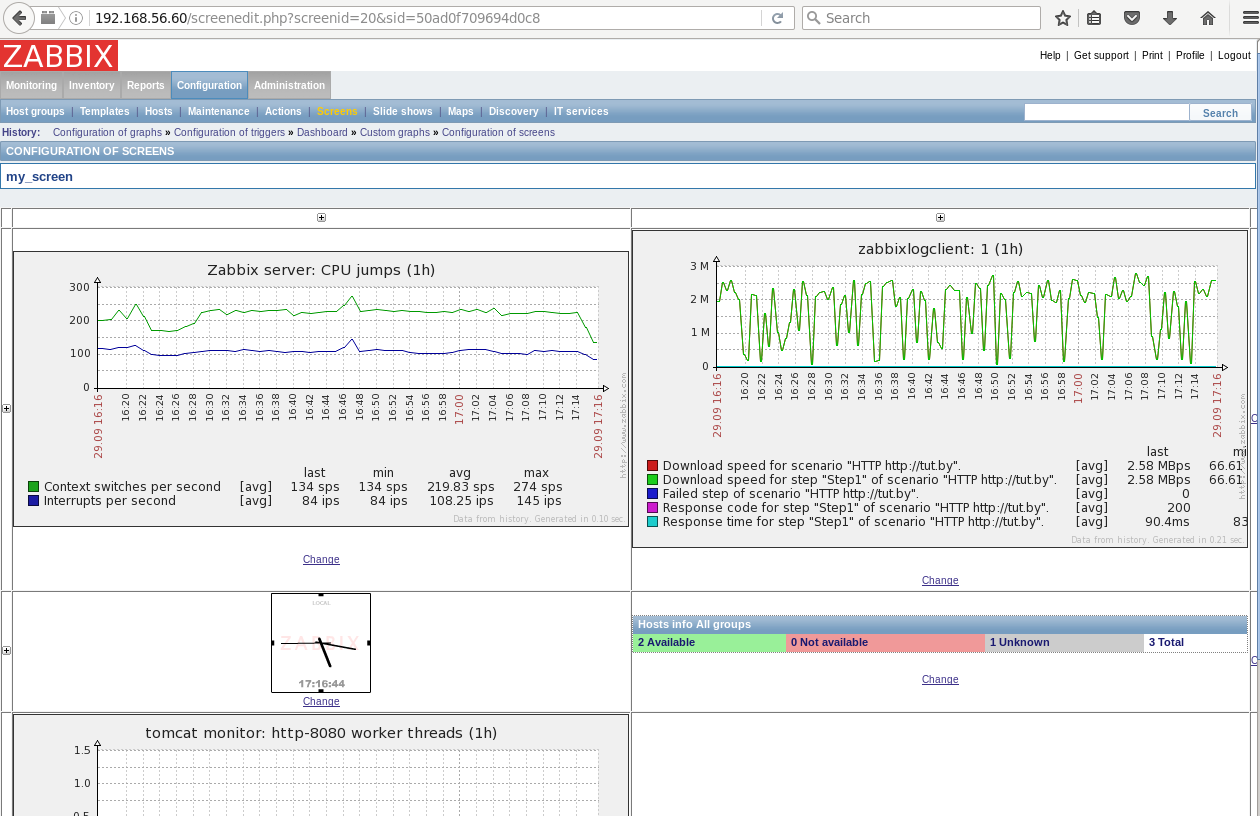 192.168.56.60/screenedit.php?screenid=20&sid=50ad0f709694d0c8
Search
ZABBIX
Help | Get support | Print | Profile | Logout
Monitoring Inventory Reports Configuration Administration
Host groups | Templates | Hosts | Maintenance | Actions | Screens | Slide shows | Maps | Discovery | IT services
Search
History: Configuration of graphs » Configuration of triggers » Dashboard » Custom graphs » Configuration of screens
CONFIGURATION OF SCREENS
my_screen
Zabbix server: CPU jumps (1h)
300
200
100
0
29.09 16:16 16:20 16:22 16:24 16:26 16:28 16:30 16:32 16:34 16:36 16:38 16:40 16:42 16:44 16:46 16:48 16:50 16:52 16:54 16:56 16:58 17:00 17:02 17:04 17:06 17:08 17:10 17:12 17:14 29.09 17:16
http://www.zabbix.com
last min avg max
Context switches per second [avg] 134 sps 134 sps 219.83 sps 274 sps
Interrupts per second [avg] 84 ips 84 ips 108.25 ips 145 ips
Data from history. Generated in 0.10 sec.
Change
zabbixlogclient: 1 (1h)
3 M
2 M
1 M
0
29.09 16:16 16:20 16:22 16:24 16:26 16:28 16:30 16:32 16:34 16:36 16:38 16:40 16:42 16:44 16:46 16:48 16:50 16:52 16:54 16:56 16:58 17:00 17:02 17:04 17:06 17:08 17:10 17:12 17:14 29.09 17:16
last
Download speed for scenario "HTTP http://tut.by". [avg] 2.58 MBps 66.61
Download speed for step "Step1" of scenario "HTTP http://tut.by". [avg] 2.58 MBps 66.61
Failed step of scenario "HTTP http://tut.by". [avg] 0
Response code for step "Step1" of scenario "HTTP http://tut.by". [avg] 200
Response time for step "Step1" of scenario "HTTP http://tut.by". [avg] 90.4ms 83
Data from history. Generated in 0.21 sec.
Change
LOCAL
ZABBIX
17:16:44
Change
Hosts info All groups
2 Available 0 Not available 1 Unknown 3 Total
Change
tomcat monitor: http-8080 worker threads (1h)
1.5
1.0
0.5